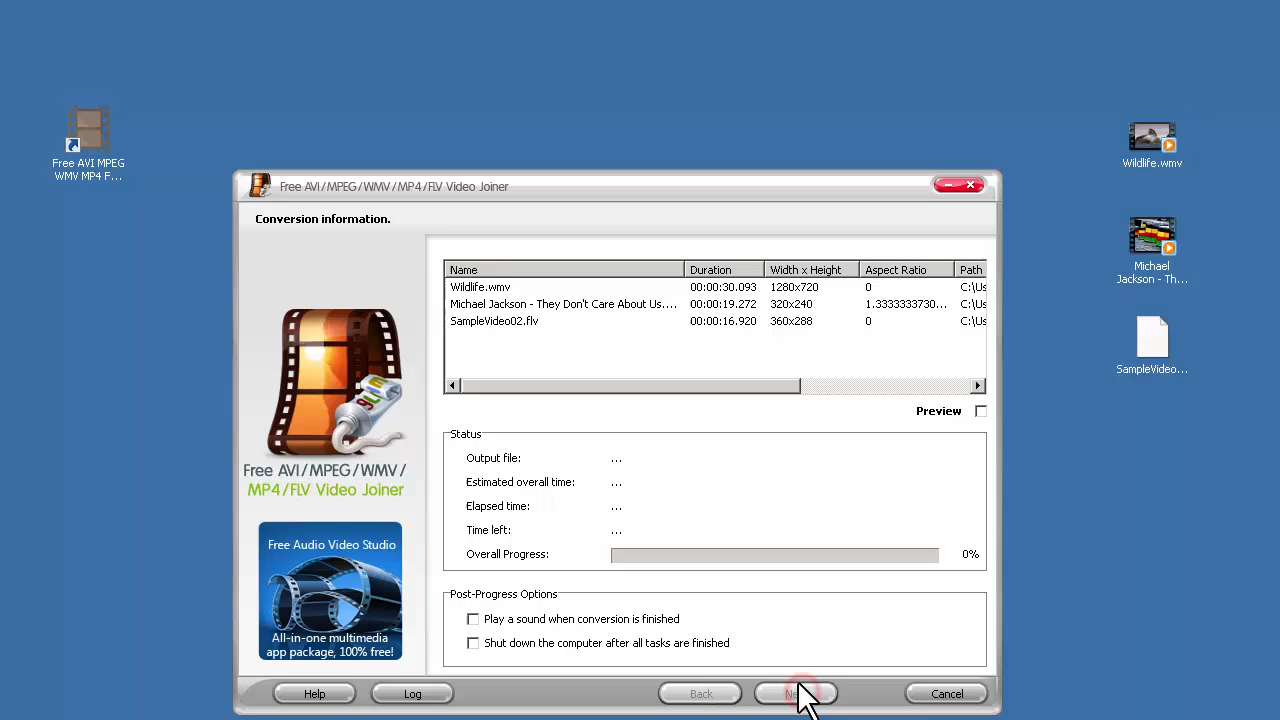 Free AVI MPEG
WMV MP4 F...
Wildlife.wmv
Michael
Jackson - Th...
SampleVideo...
Free AVI/MPEG/WMV/MP4/FLV Video Joiner
Conversion information.
Name Duration Width x Height Aspect Ratio Path
Wildlife.wmv 00:00:30.093 1280x720 0 C:\Us
Michael Jackson - They Don't Care About Us.... 00:00:19.272 320x240 1.3333333730... C:\Us
SampleVideo02.flv 00:00:16.920 360x288 0 C:\Us
Preview
Free AVI/MPEG/WMV/
MP4/FLV Video Joiner
Free Audio Video Studio
All-in-one multimedia
app package, 100% free!
Status
Output file: ...
Estimated overall time: ...
Elapsed time: ...
Time left: ...
Overall Progress: 0%
Post-Progress Options
Play a sound when conversion is finished
Shut down the computer after all tasks are finished
Help Log Back Cancel